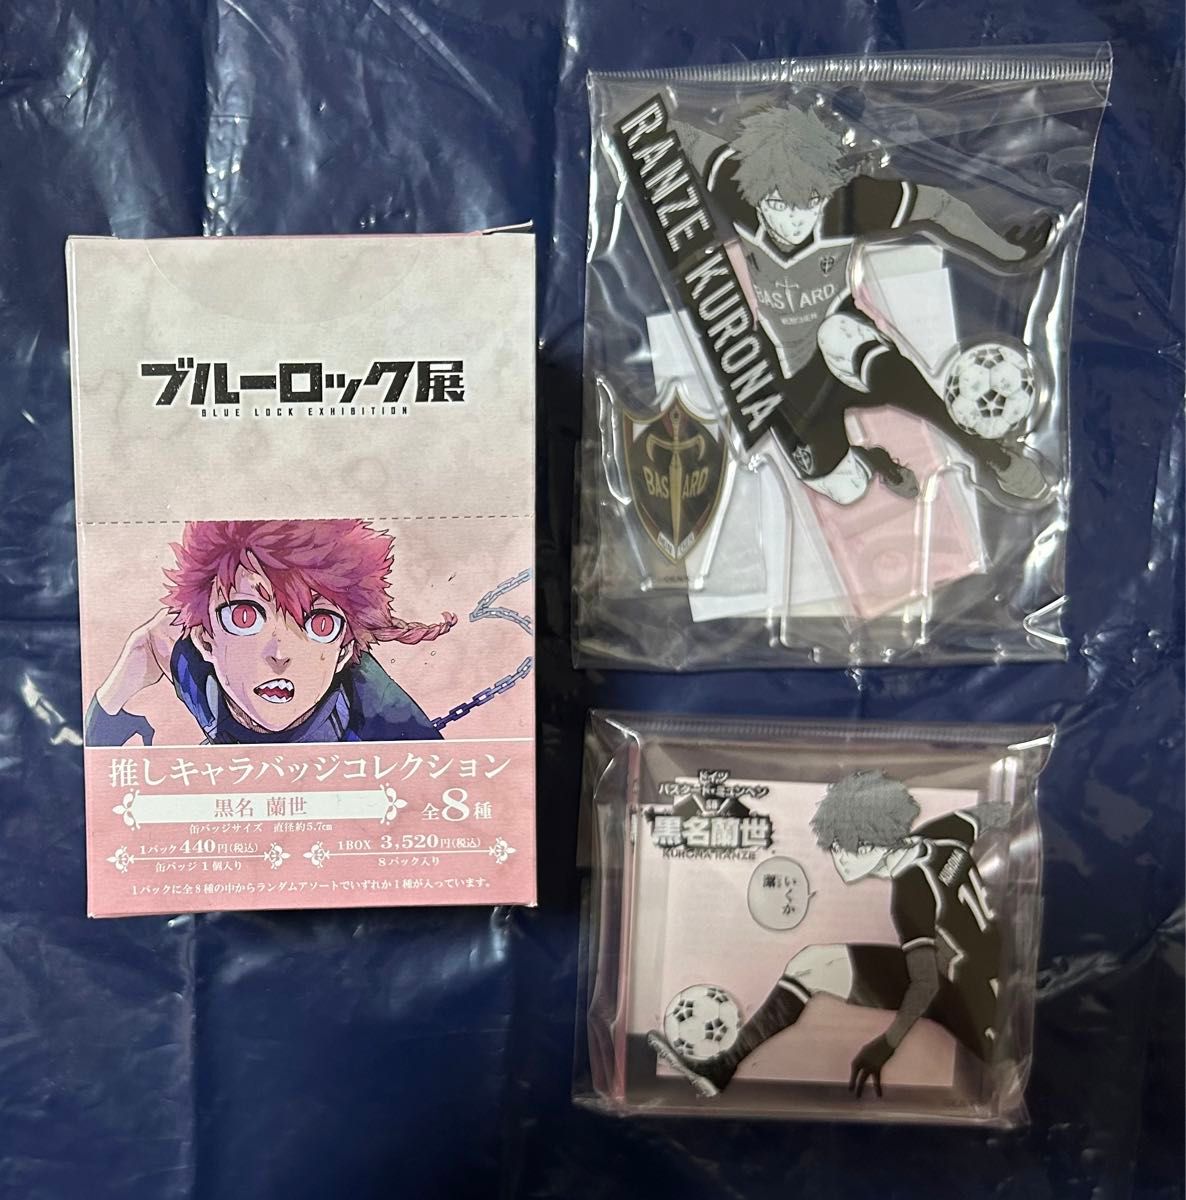 ブルーロック展
BLUE LOCK EXHIBITION
推しキャラバッジコレクション
黒名 蘭世
全8種
缶バッジサイズ 直径約5.7cm
1パック440円(税込)
缶バッジ1個入り
1BOX 3,520円(税込)
8パック入り
1パックに全8種の中からランダムアソートでいずれか1種が入っています。
RANZE KURONA
BASTARD
MÜNCHEN
BASTARD
ドイツ
バスタード・ミュンヘン
黒名蘭世
KURONA RANZE
いくか
潔
KURONA
14